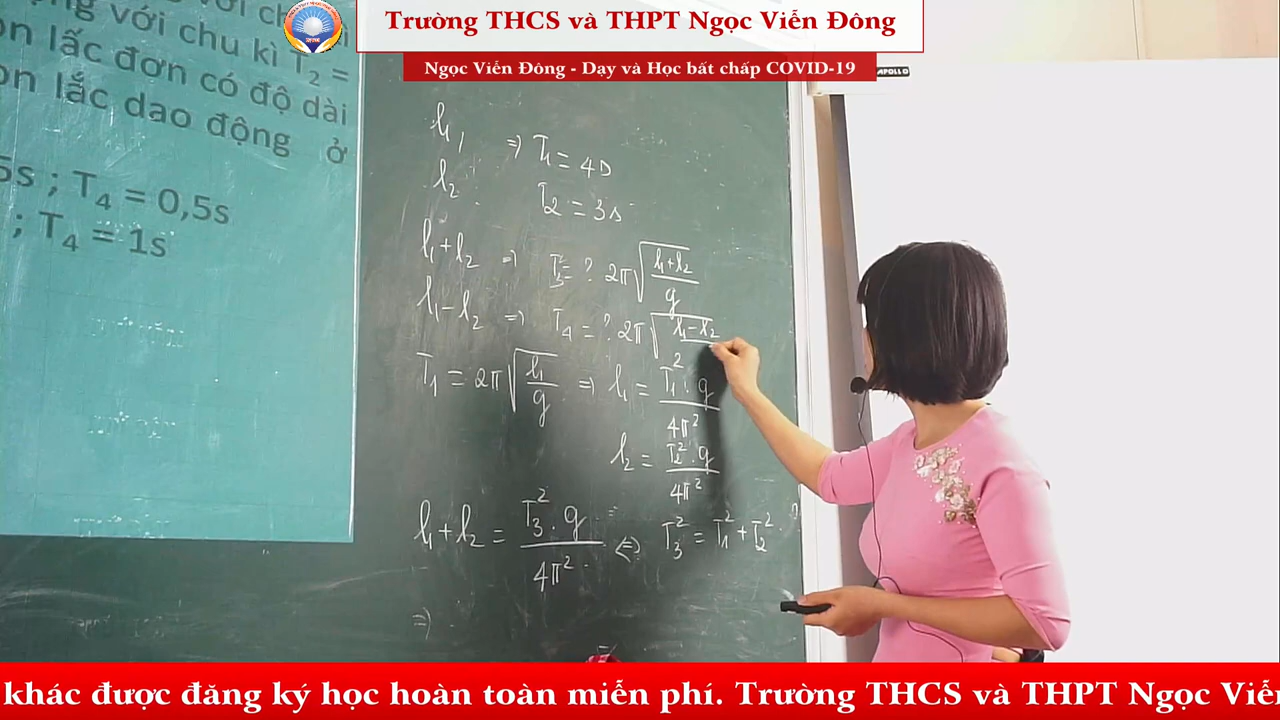 Trường THCS và THPT Ngọc Viễn Đông
Ngọc Viễn Đông - Dạy và Học bất chấp COVID-19
APOLLO
với chu kì T₂ =
lắc đơn có độ dài
lắc dao động ở
5s ; T₄ = 0,5s
; T₄ = 1s
l₁ ⇒ T₁ = 4s
l₂ T₂ = 3s
l₁ + l₂ ⇒ T₃ = ? 2π√((l₁+l₂)/g)
l₁ - l₂ ⇒ T₄ = ? 2π√(l₁-l₂)
T₁ = 2π√(l₁/g) ⇒ l₁ = T₁² . g / 4π²
l₂ = T₂² . g / 4π²
l₁ + l₂ = T₃² . g / 4π² ⇔ T₃² = T₁² + T₂²
⇒
khác được đăng ký học hoàn toàn miễn phí. Trường THCS và THPT Ngọc Viễ